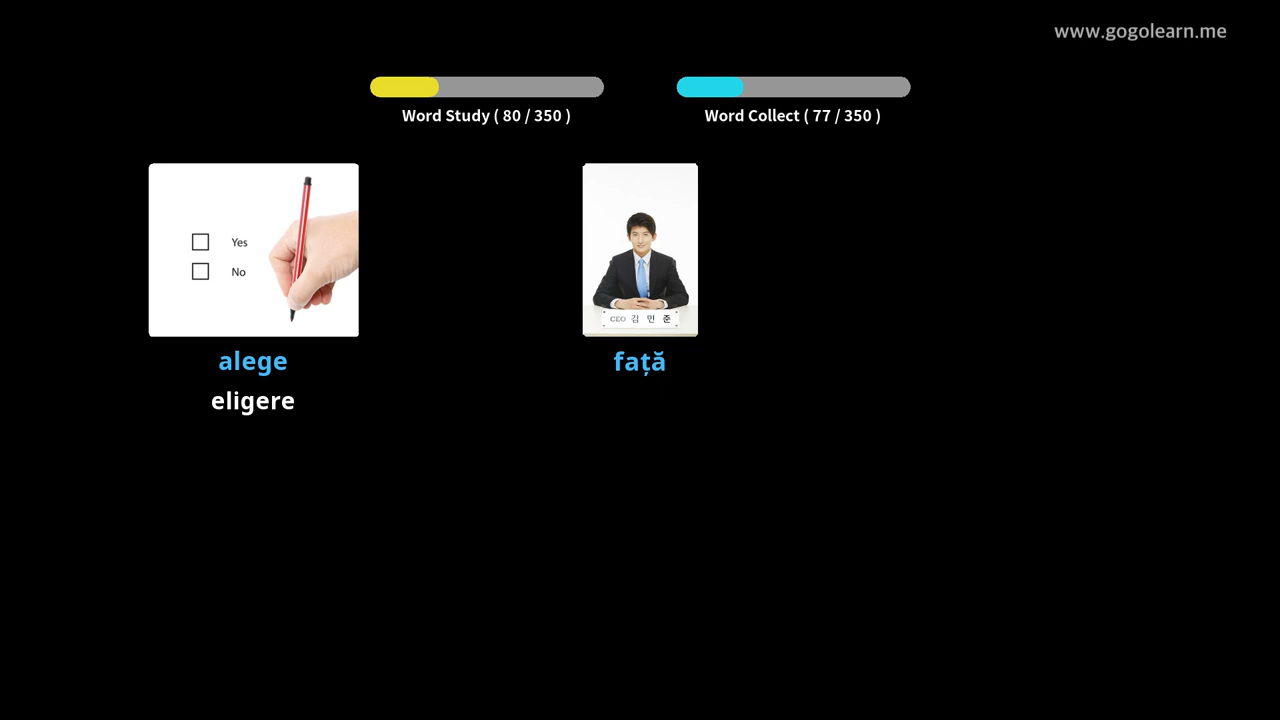 www.gogolearn.me
Word Study ( 80 / 350 )
Word Collect ( 77 / 350 )
Yes
No
CEO 김 민 준
alege
față
eligere